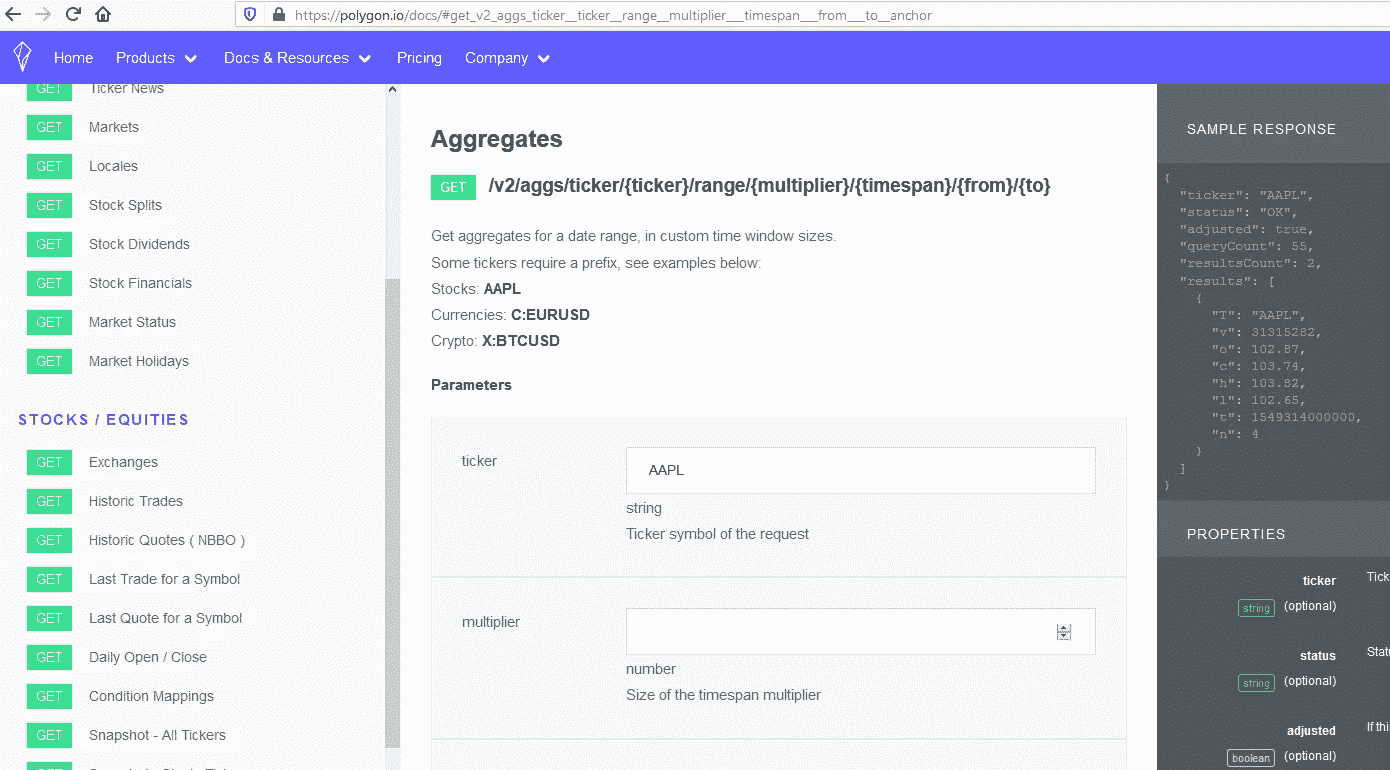 https://polygon.io/docs/#get_v2_aggs_ticker__ticker__range__multiplier___timespan___from___to__anchor
Home Products Docs & Resources Pricing Company
GET Ticker News
GET Markets
GET Locales
GET Stock Splits
GET Stock Dividends
GET Stock Financials
GET Market Status
GET Market Holidays
STOCKS / EQUITIES
GET Exchanges
GET Historic Trades
GET Historic Quotes ( NBBO )
GET Last Trade for a Symbol
GET Last Quote for a Symbol
GET Daily Open / Close
GET Condition Mappings
GET Snapshot - All Tickers
Aggregates
GET /v2/aggs/ticker/{ticker}/range/{multiplier}/{timespan}/{from}/{to}
Get aggregates for a date range, in custom time window sizes.
Some tickers require a prefix, see examples below:
Stocks: AAPL
Currencies: C:EURUSD
Crypto: X:BTCUSD
Parameters
ticker
AAPL
string
Ticker symbol of the request
multiplier
number
Size of the timespan multiplier
SAMPLE RESPONSE
{
"ticker": "AAPL",
"status": "OK",
"adjusted": true,
"queryCount": 55,
"resultsCount": 2,
"results": [
{
"T": "AAPL",
"v": 31315282,
"o": 102.87,
"c": 103.74,
"h": 103.82,
"l": 102.65,
"t": 1549314000000,
"n": 4
}
]
}
PROPERTIES
ticker Tick
string (optional)
status Statu
string (optional)
adjusted If this
boolean (optional)